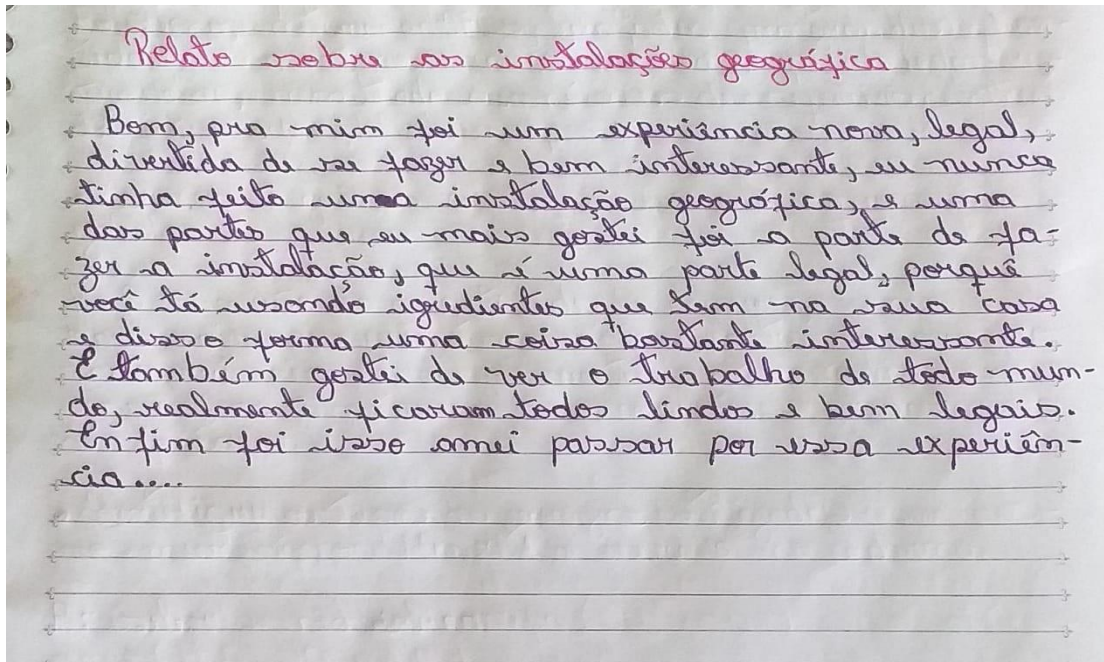 Relato sobre as instalações geográfica
Bom, pra mim foi um experiência nova, legal,
divertida de se fazer e bem interessante, eu nunca
tinha feito uma instalação geográfica, e uma
das partes que eu mais gostei foi a parte de fa-
zer a instalação, que é uma parte legal, porquê
você tá usando igrudientes que tem na sua casa
e disso forma uma coisa bastante interessante.
E também gostei de ver o trabalho de todo mun-
do, realmente ficaram todos lindos e bem legais.
Enfim foi isso amei passar por essa experiên-
cia....